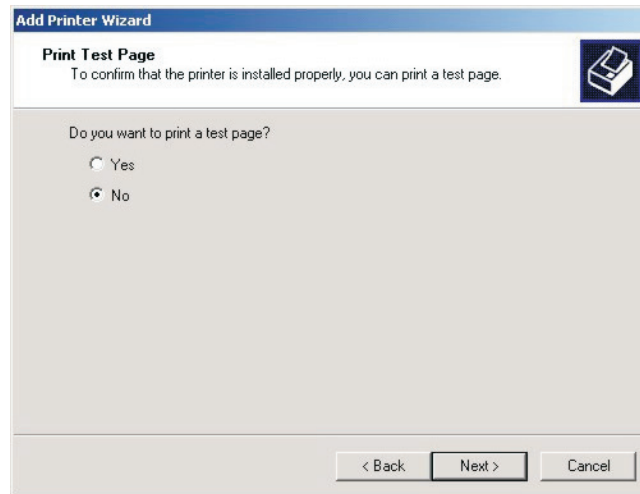 Add Printer Wizard
Print Test Page
To confirm that the printer is installed properly, you can print a test page.
Do you want to print a test page?
Yes
No
< Back Next > Cancel